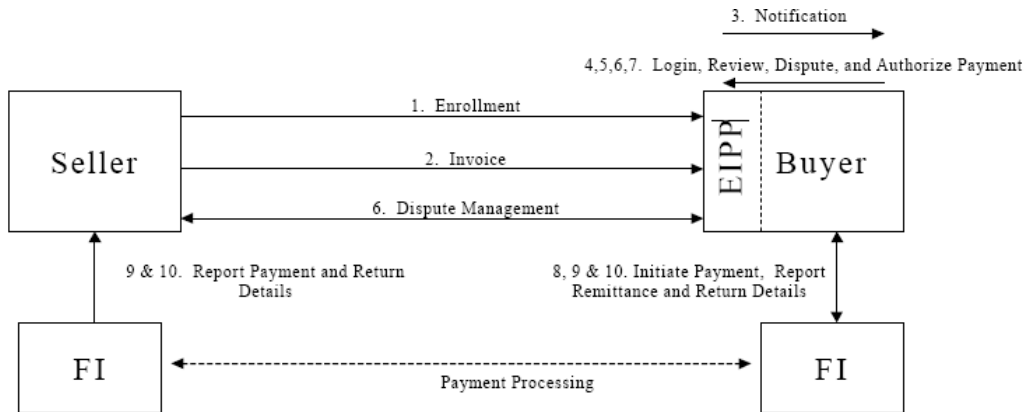 3. Notification
4,5,6,7. Login, Review, Dispute, and Authorize Payment
1. Enrollment
Seller
2. Invoice
EIPP
Buyer
6. Dispute Management
9 & 10. Report Payment and Return
Details
8, 9 & 10. Initiate Payment, Report
Remittance and Return Details
FI
Payment Processing
FI